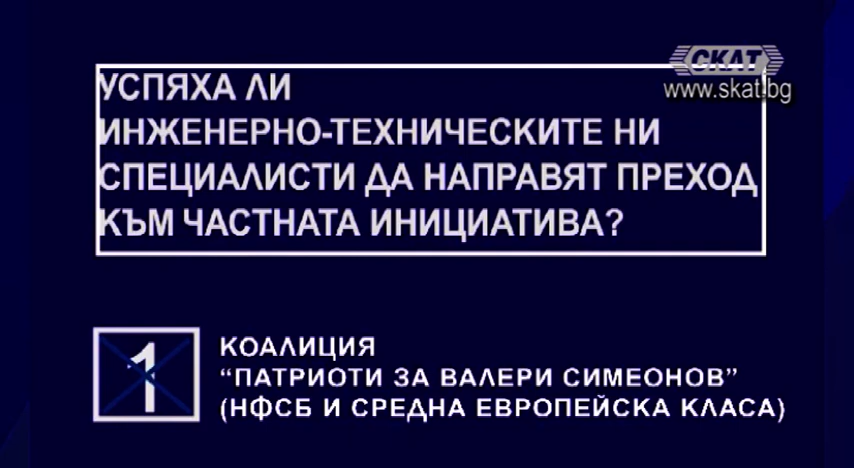 СКАТ
www.skat.bg
УСПЯХА ЛИ
ИНЖЕНЕРНО-ТЕХНИЧЕСКИТЕ НИ
СПЕЦИАЛИСТИ ДА НАПРАВЯТ ПРЕХОД
КЪМ ЧАСТНАТА ИНИЦИАТИВА?
1
КОАЛИЦИЯ
“ПАТРИОТИ ЗА ВАЛЕРИ СИМЕОНОВ”
(НФСБ И СРЕДНА ЕВРОПЕЙСКА КЛАСА)